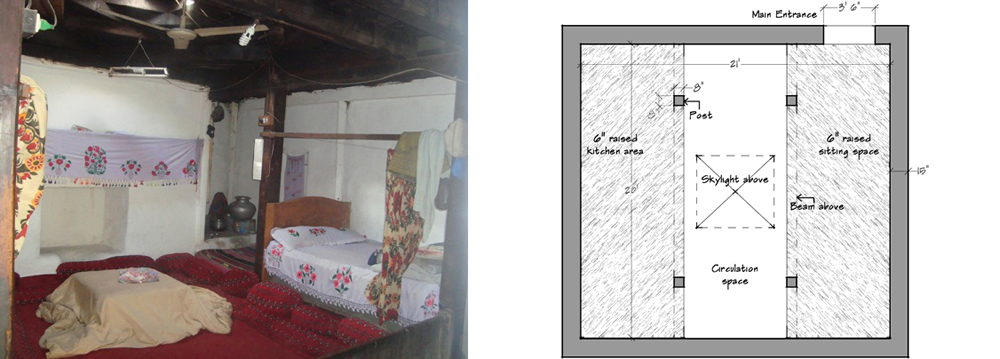 Main Entrance
3' 6"
21'
8"
8"
Post
6" raised
kitchen area
6" raised
sitting space
15"
20'
Skylight above
Beam above
Circulation
space